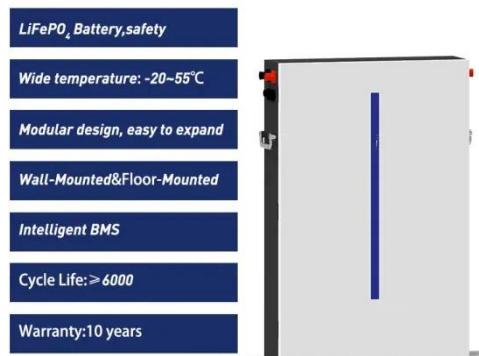 LiFePO₄ Battery,safety
Wide temperature: -20~55℃
Modular design, easy to expand
Wall-Mounted&Floor-Mounted
Intelligent BMS
Cycle Life:≥6000
Warranty:10 years